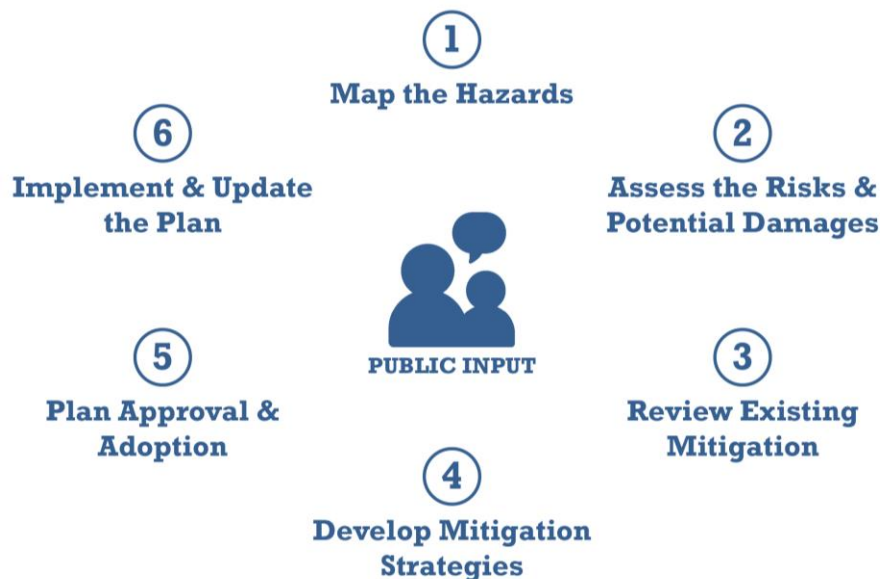 1
Map the Hazards
2
Assess the Risks &
Potential Damages
3
Review Existing
Mitigation
4
Develop Mitigation
Strategies
5
Plan Approval &
Adoption
6
Implement & Update
the Plan
PUBLIC INPUT